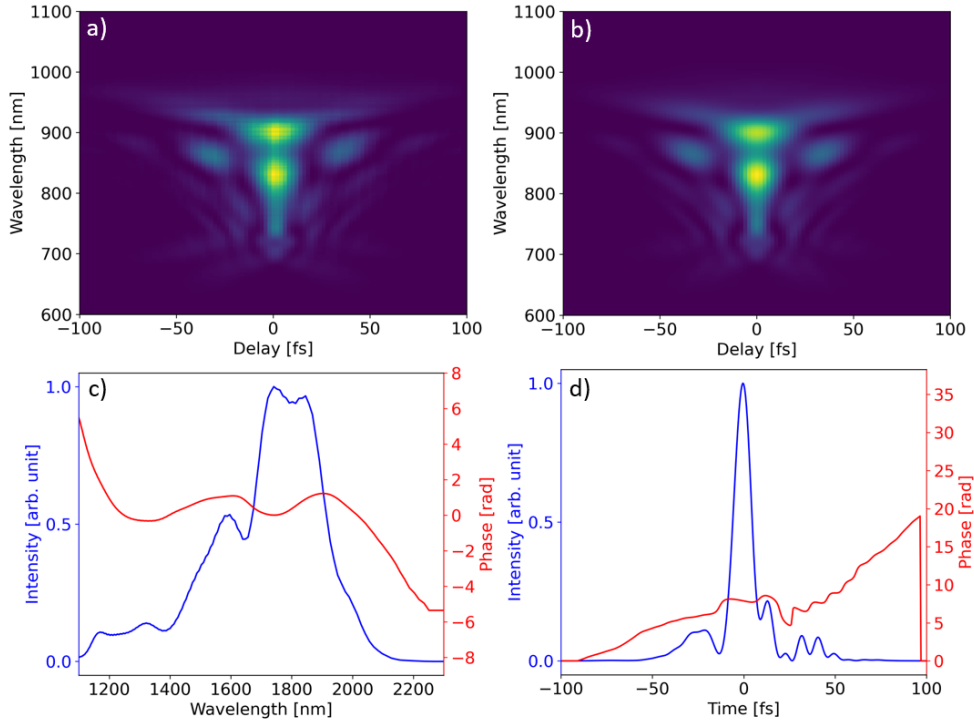 a)
1100
1000
900
800
700
600
Wavelength [nm]
−100 −50 0 50 100
Delay [fs]
b)
1100
1000
900
800
700
600
Wavelength [nm]
−100 −50 0 50 100
Delay [fs]
c)
1.0
0.5
0.0
Intensity [arb. unit]
8
6
4
2
0
−2
−4
−6
−8
Phase [rad]
1200 1400 1600 1800 2000 2200
Wavelength [nm]
d)
1.0
0.5
0.0
Intensity [arb. unit]
35
30
25
20
15
10
5
0
Phase [rad]
−100 −50 0 50 100
Time [fs]